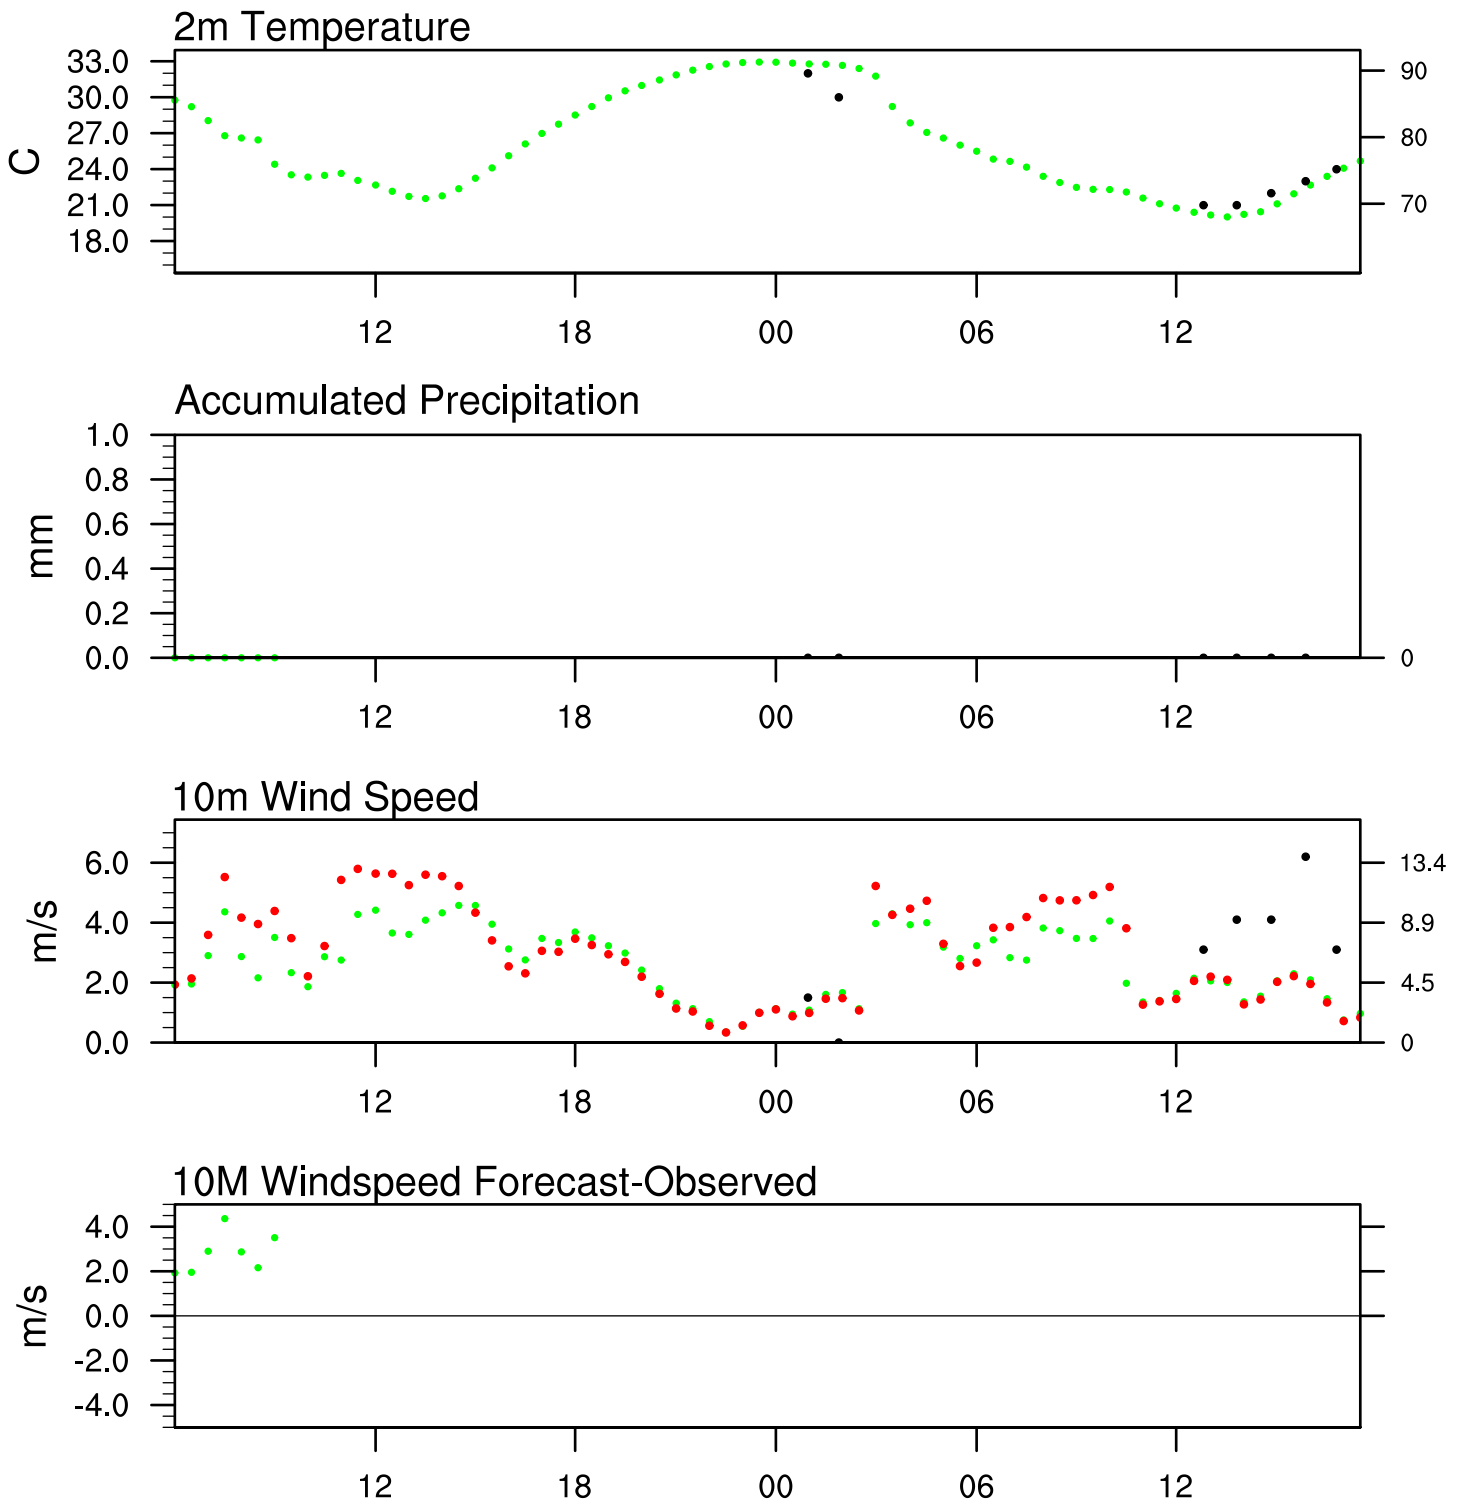 2m Temperature
33.0
30.0
27.0
24.0
21.0
18.0
C
90
80
70
12 18 00 06 12
Accumulated Precipitation
1.0
0.8
0.6
0.4
0.2
0.0
mm
0
12 18 00 06 12
10m Wind Speed
6.0
4.0
2.0
0.0
m/s
13.4
8.9
4.5
0
12 18 00 06 12
10M Windspeed Forecast-Observed
4.0
2.0
0.0
-2.0
-4.0
m/s
12 18 00 06 12